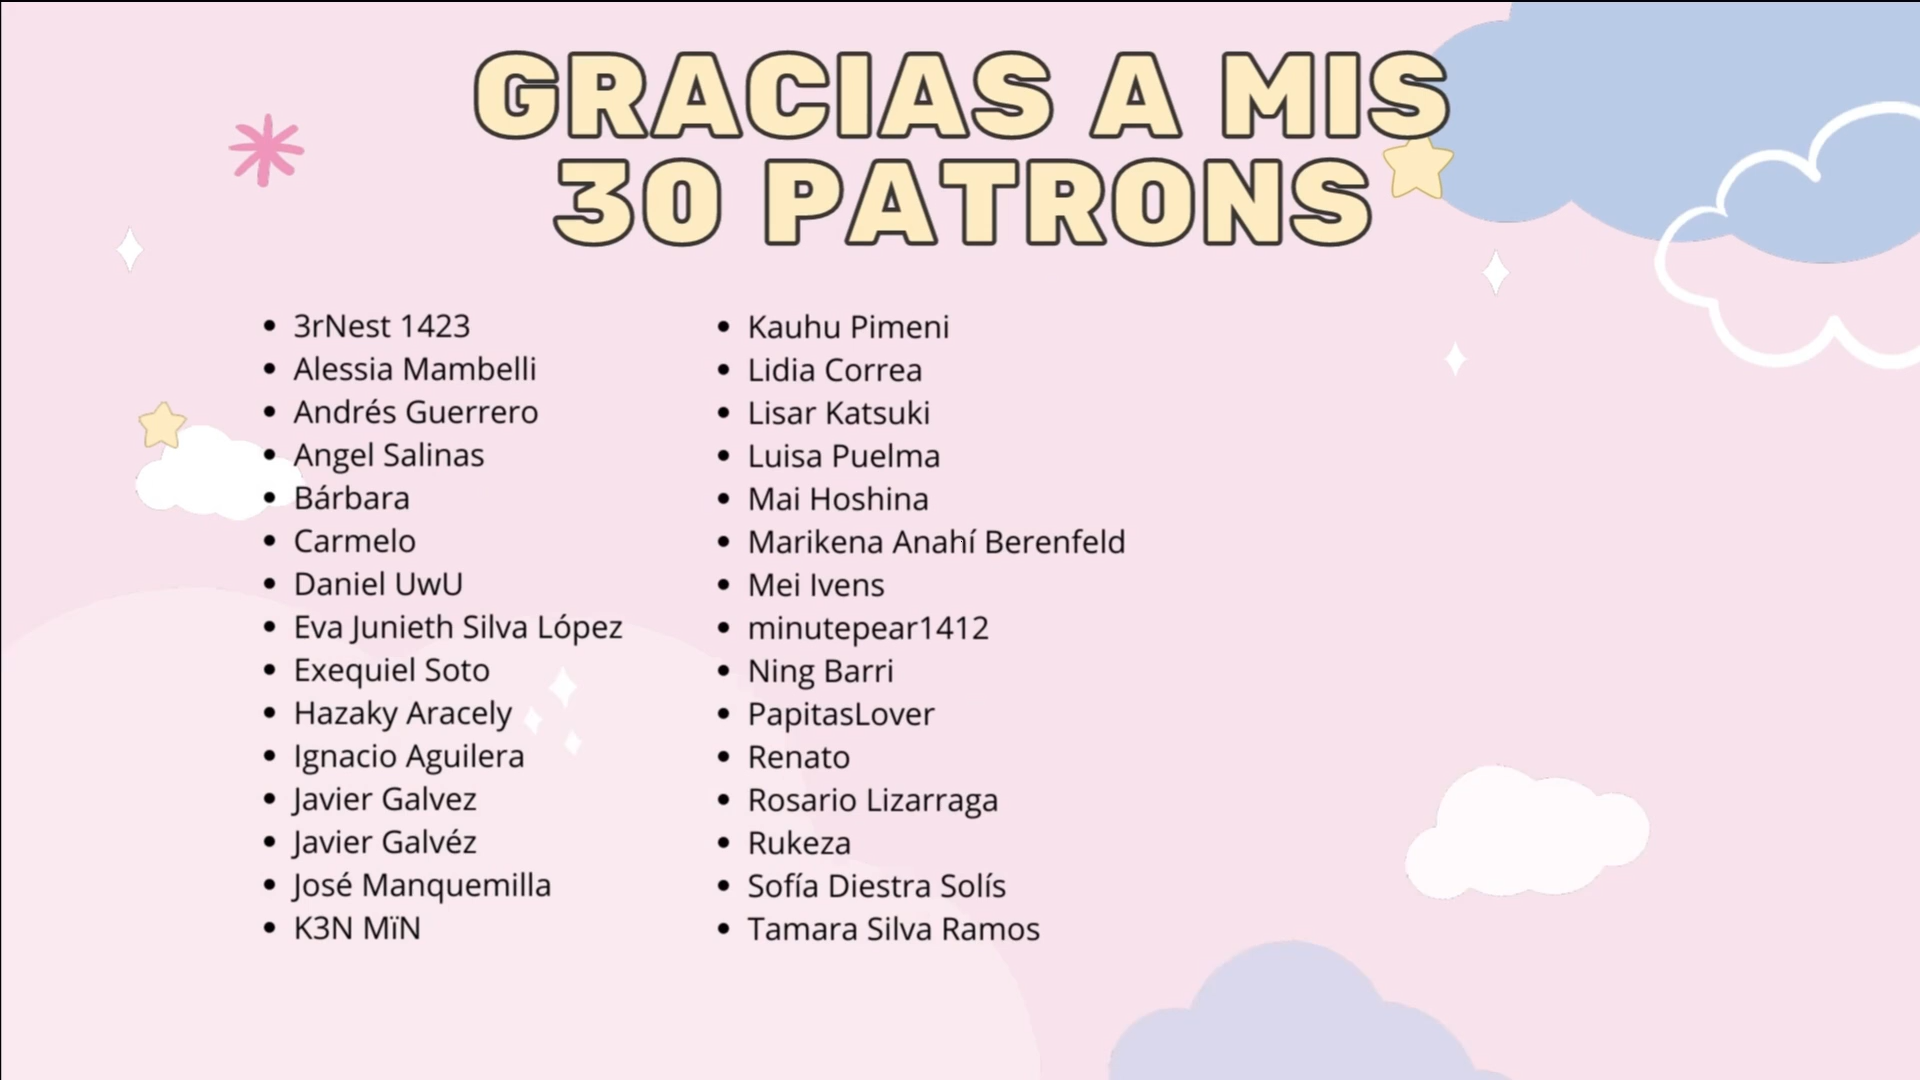 GRACIAS A MIS
30 PATRONS
3rNest 1423
Alessia Mambelli
Andrés Guerrero
Angel Salinas
Bárbara
Carmelo
Daniel UwU
Eva Junieth Silva López
Exequiel Soto
Hazaky Aracely
Ignacio Aguilera
Javier Galvez
Javier Galvéz
José Manquemilla
K3N MïN
Kauhu Pimeni
Lidia Correa
Lisar Katsuki
Luisa Puelma
Mai Hoshina
Marikena Anahí Berenfeld
Mei Ivens
minutepear1412
Ning Barri
PapitasLover
Renato
Rosario Lizarraga
Rukeza
Sofía Diestra Solís
Tamara Silva Ramos